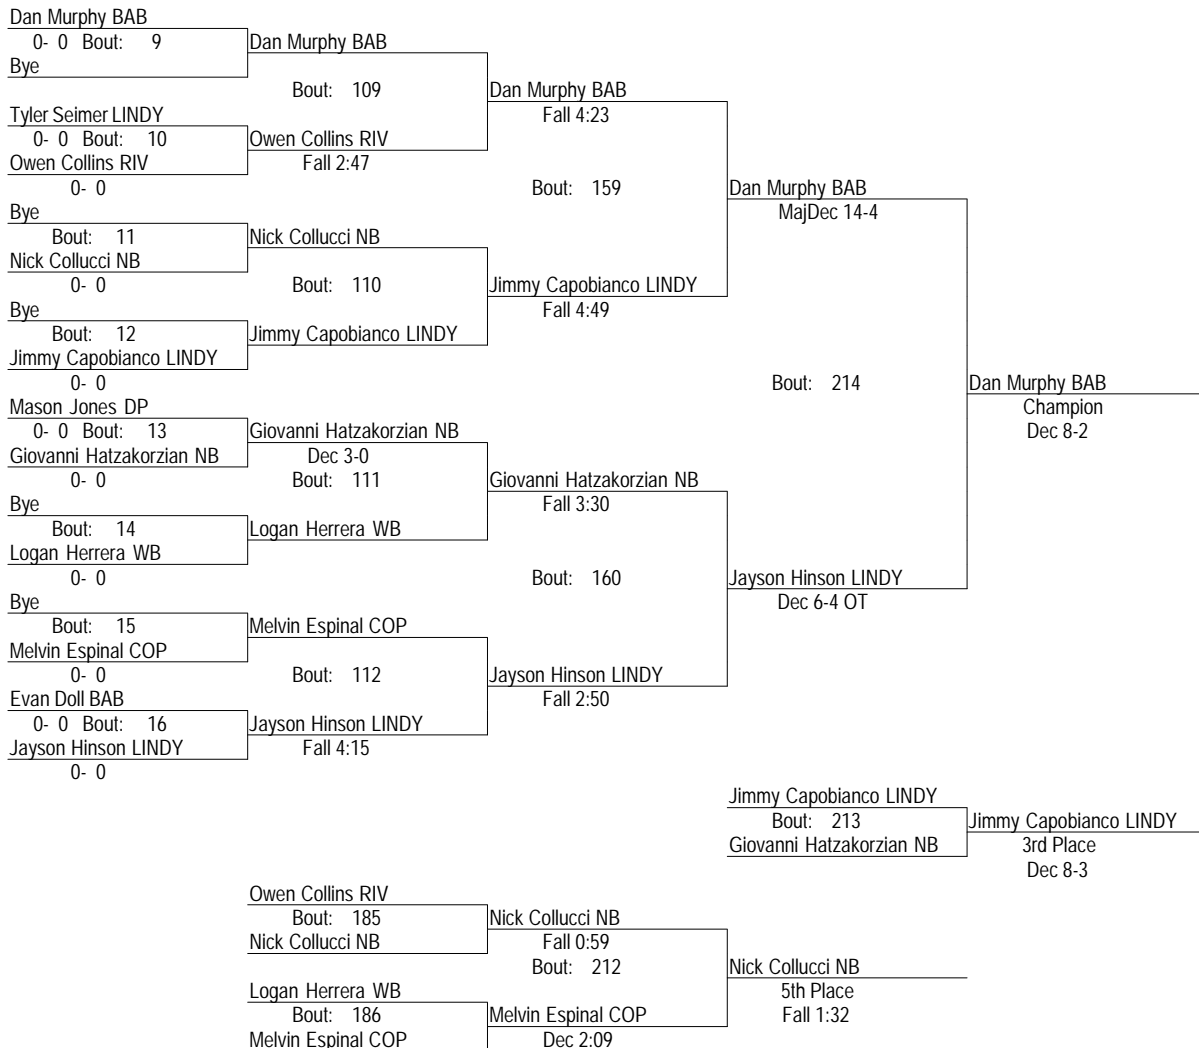 Dan Murphy BAB
0- 0 Bout: 9
Dan Murphy BAB
Bye
Bout: 109
Dan Murphy BAB
Tyler Seimer LINDY
Fall 4:23
0- 0 Bout: 10
Owen Collins RIV
Owen Collins RIV
Fall 2:47
0- 0
Bout: 159
Dan Murphy BAB
Bye
MajDec 14-4
Bout: 11
Nick Collucci NB
Nick Collucci NB
0- 0
Bout: 110
Jimmy Capobianco LINDY
Bye
Fall 4:49
Bout: 12
Jimmy Capobianco LINDY
Jimmy Capobianco LINDY
0- 0
Bout: 214
Dan Murphy BAB
Mason Jones DP
Champion
0- 0 Bout: 13
Giovanni Hatzakorzian NB
Dec 8-2
Giovanni Hatzakorzian NB
Dec 3-0
0- 0
Bout: 111
Giovanni Hatzakorzian NB
Bye
Fall 3:30
Bout: 14
Logan Herrera WB
Logan Herrera WB
0- 0
Bout: 160
Jayson Hinson LINDY
Bye
Dec 6-4 OT
Bout: 15
Melvin Espinal COP
Melvin Espinal COP
0- 0
Bout: 112
Jayson Hinson LINDY
Evan Doll BAB
Fall 2:50
0- 0 Bout: 16
Jayson Hinson LINDY
Jayson Hinson LINDY
Fall 4:15
0- 0
Jimmy Capobianco LINDY
Bout: 213
Jimmy Capobianco LINDY
Giovanni Hatzakorzian NB
3rd Place
Dec 8-3
Owen Collins RIV
Bout: 185
Nick Collucci NB
Nick Collucci NB
Fall 0:59
Bout: 212
Nick Collucci NB
Logan Herrera WB
5th Place
Bout: 186
Melvin Espinal COP
Fall 1:32
Melvin Espinal COP
Dec 2:09